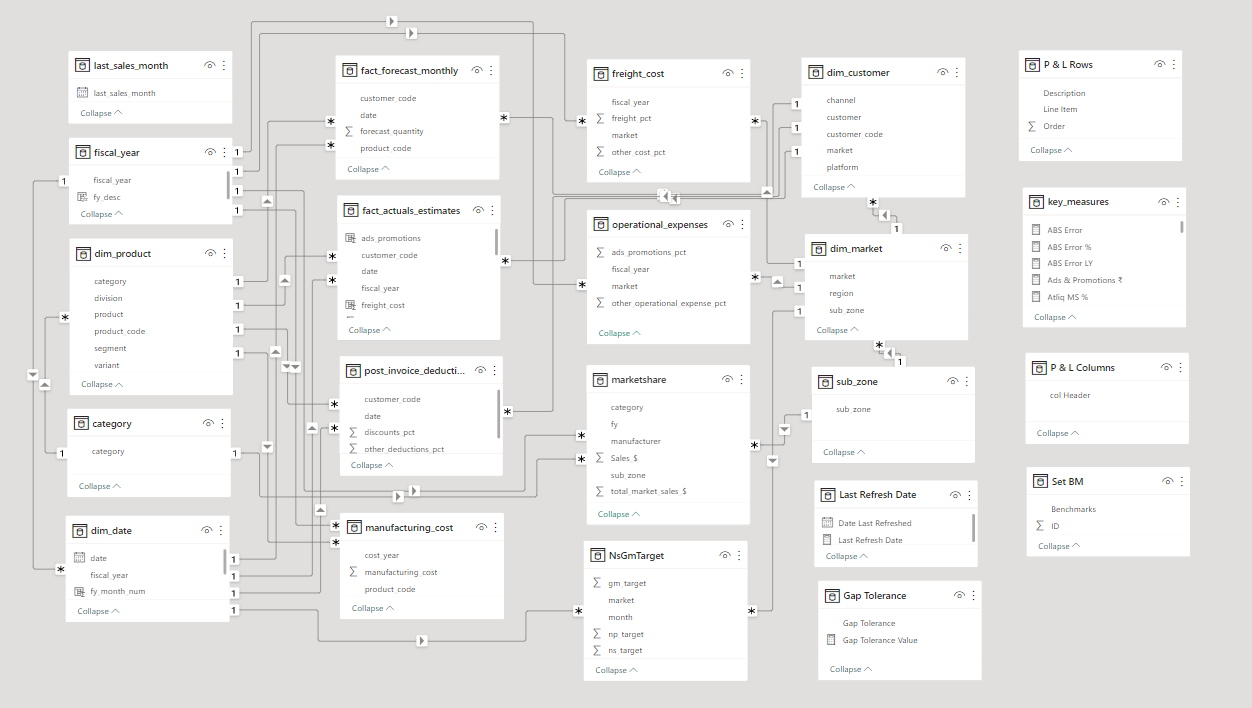 last_sales_month
last_sales_month
Collapse
fiscal_year
fiscal_year
fy_desc
Collapse
dim_product
category
division
product
product_code
segment
variant
Collapse
category
category
Collapse
dim_date
date
fiscal_year
fy_month_num
Collapse
fact_forecast_monthly
customer_code
date
forecast_quantity
product_code
Collapse
fact_actuals_estimates
ads_promotions
customer_code
date
fiscal_year
freight_cost
Collapse
post_invoice_deducti...
customer_code
date
discounts_pct
other_deductions_pct
Collapse
manufacturing_cost
cost_year
manufacturing_cost
product_code
Collapse
freight_cost
fiscal_year
freight_pct
market
other_cost_pct
Collapse
operational_expenses
ads_promotions_pct
fiscal_year
market
other_operational_expense_pct
Collapse
marketshare
category
fy
manufacturer
Sales_$
sub_zone
total_market_sales_$
Collapse
NsGmTarget
gm_target
market
month
np_target
ns_target
Collapse
dim_customer
channel
customer
customer_code
market
platform
Collapse
dim_market
market
region
sub_zone
Collapse
sub_zone
sub_zone
Collapse
Last Refresh Date
Date Last Refreshed
Last Refresh Date
Collapse
Gap Tolerance
Gap Tolerance
Gap Tolerance Value
Collapse
P & L Rows
Description
Line Item
Order
Collapse
key_measures
ABS Error
ABS Error %
ABS Error LY
Ads & Promotions ₹
Atliq MS %
Collapse
P & L Columns
col Header
Collapse
Set BM
Benchmarks
ID
Collapse